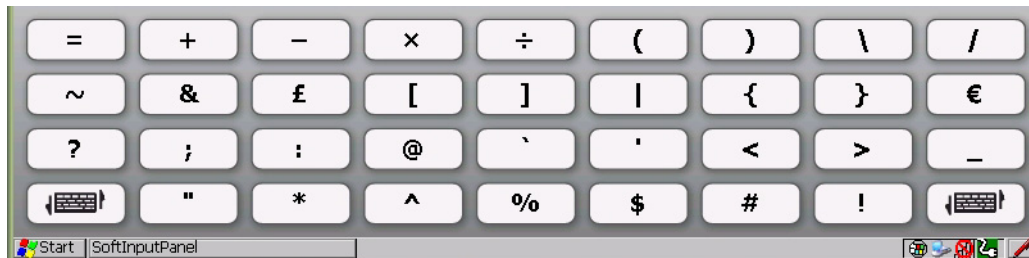 = + − × ÷ ( ) \ /
~ & £ [ ] | { } €
? ; : @ ` ' < > _
" * ^ % $ # !
Start SoftInputPanel